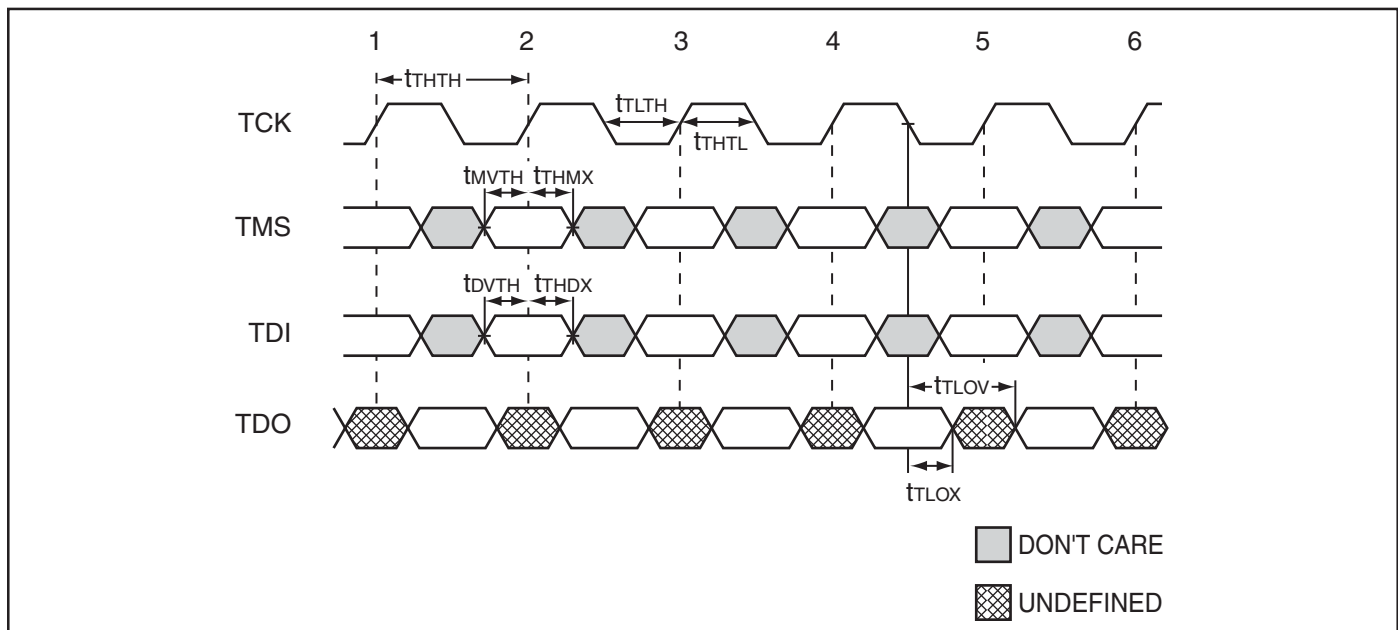 1 2 3 4 5 6
tTHTH
TCK
tTLTH
tTHTL
tMVTH tTHMX
TMS
tDVTH tTHDX
TDI
tTLOV
TDO
tTLOX
DON'T CARE
UNDEFINED